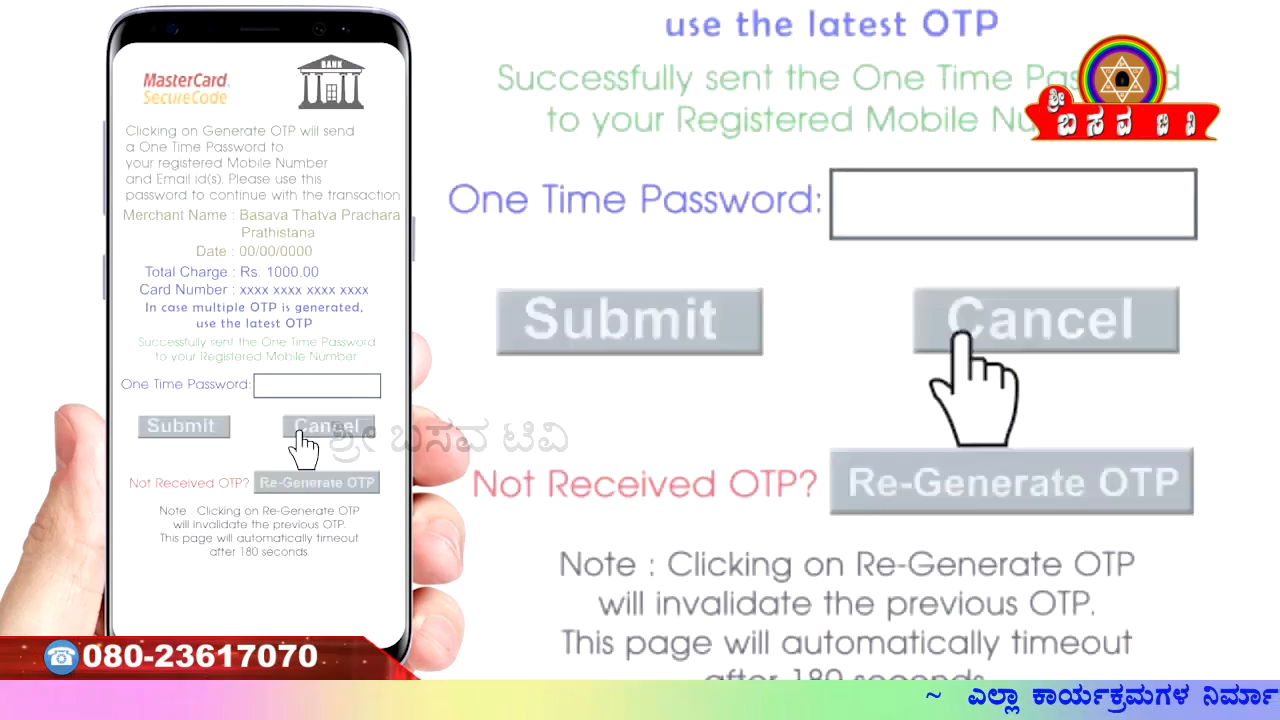 MasterCard.
SecureCode
BANK
Clicking on Generate OTP will send
a One Time Password to
your registered Mobile Number
and Email id(s). Please use this
password to continue with the transaction
Merchant Name : Basava Thatva Prachara
Prathistana
Date : 00/00/0000
Total Charge : Rs. 1000.00
Card Number : xxxx xxxx xxxx xxxx
In case multiple OTP is generated,
use the latest OTP
Successfully sent the One Time Password
to your Registered Mobile Number
One Time Password:
Submit Cancel
Not Received OTP? Re-Generate OTP
Note : Clicking on Re-Generate OTP
will invalidate the previous OTP.
This page will automatically timeout
after 180 seconds.
use the latest OTP
Successfully sent the One Time
to your Registered Mobile
One Time Password:
Submit Cancel
Not Received OTP? Re-Generate OTP
Note : Clicking on Re-Generate OTP
will invalidate the previous OTP.
This page will automatically timeout
after 180 seconds.
ಶ್ರೀ ಬಸವ ಟಿವಿ
ಶ್ರೀ ಬಸವ ಟಿವಿ
080-23617070
~ ಎಲ್ಲಾ ಕಾರ್ಯಕ್ರಮಗಳ ನಿರ್ಮಾ